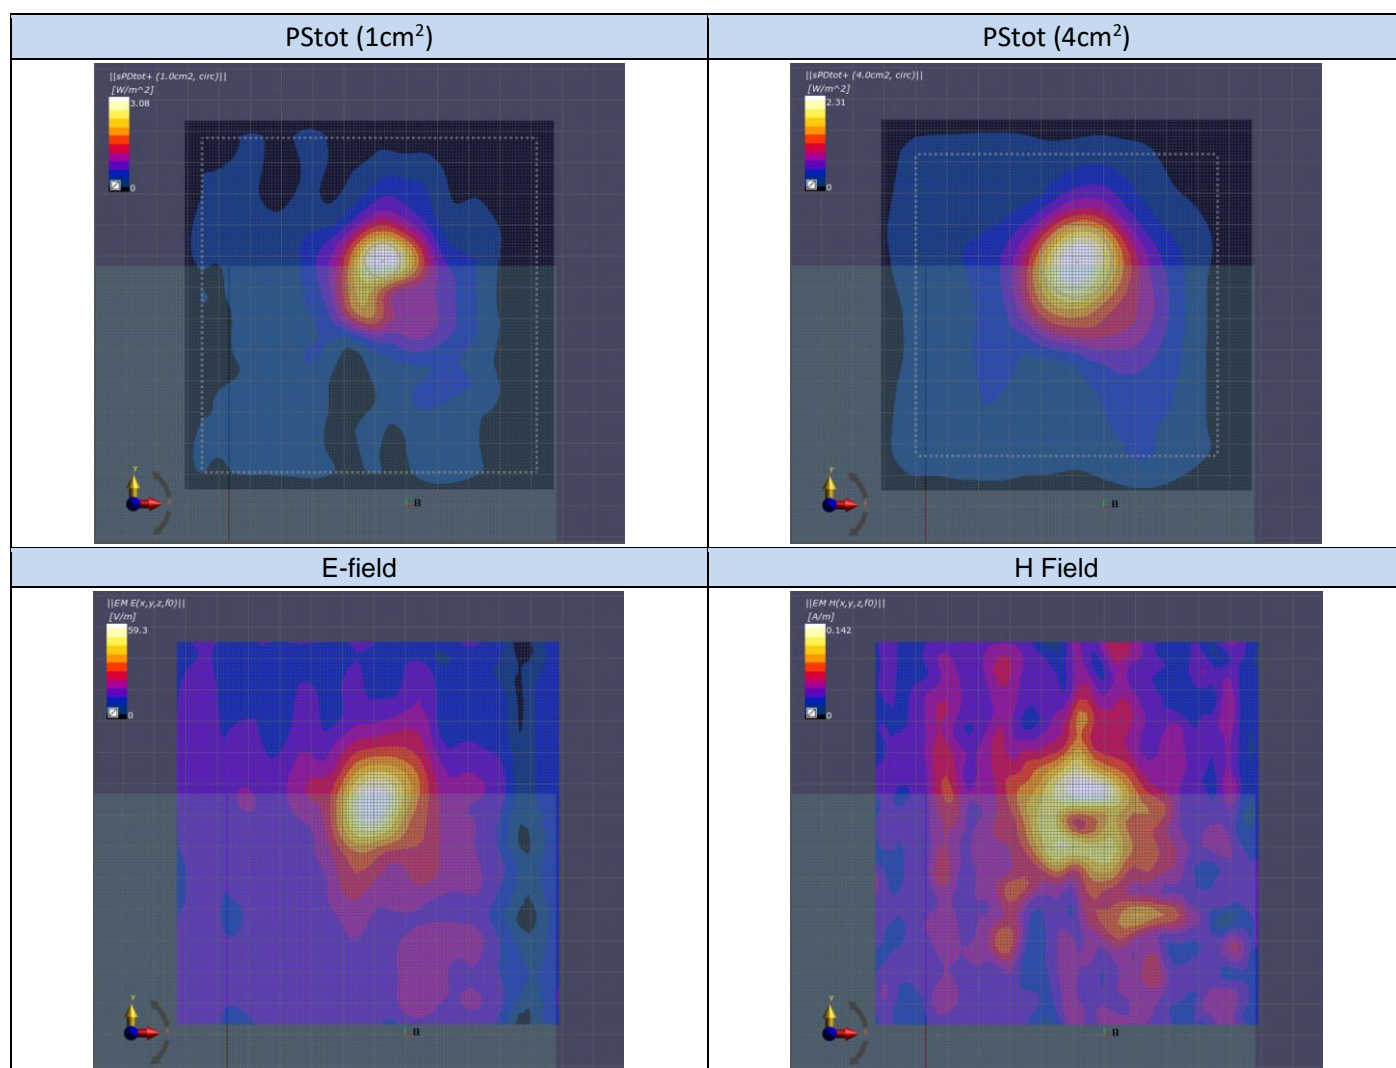 PStot (1cm²)
PStot (4cm²)
||sPDtot+ (1.0cm2, circ)||
[W/m^2]
3.08
0
y
||sPDtot+ (4.0cm2, circ)||
[W/m^2]
2.31
0
y
E-field
H Field
||EM E(x,y,z,f0)||
[V/m]
59.3
0
y
||EM H(x,y,z,f0)||
[A/m]
0.142
0
y